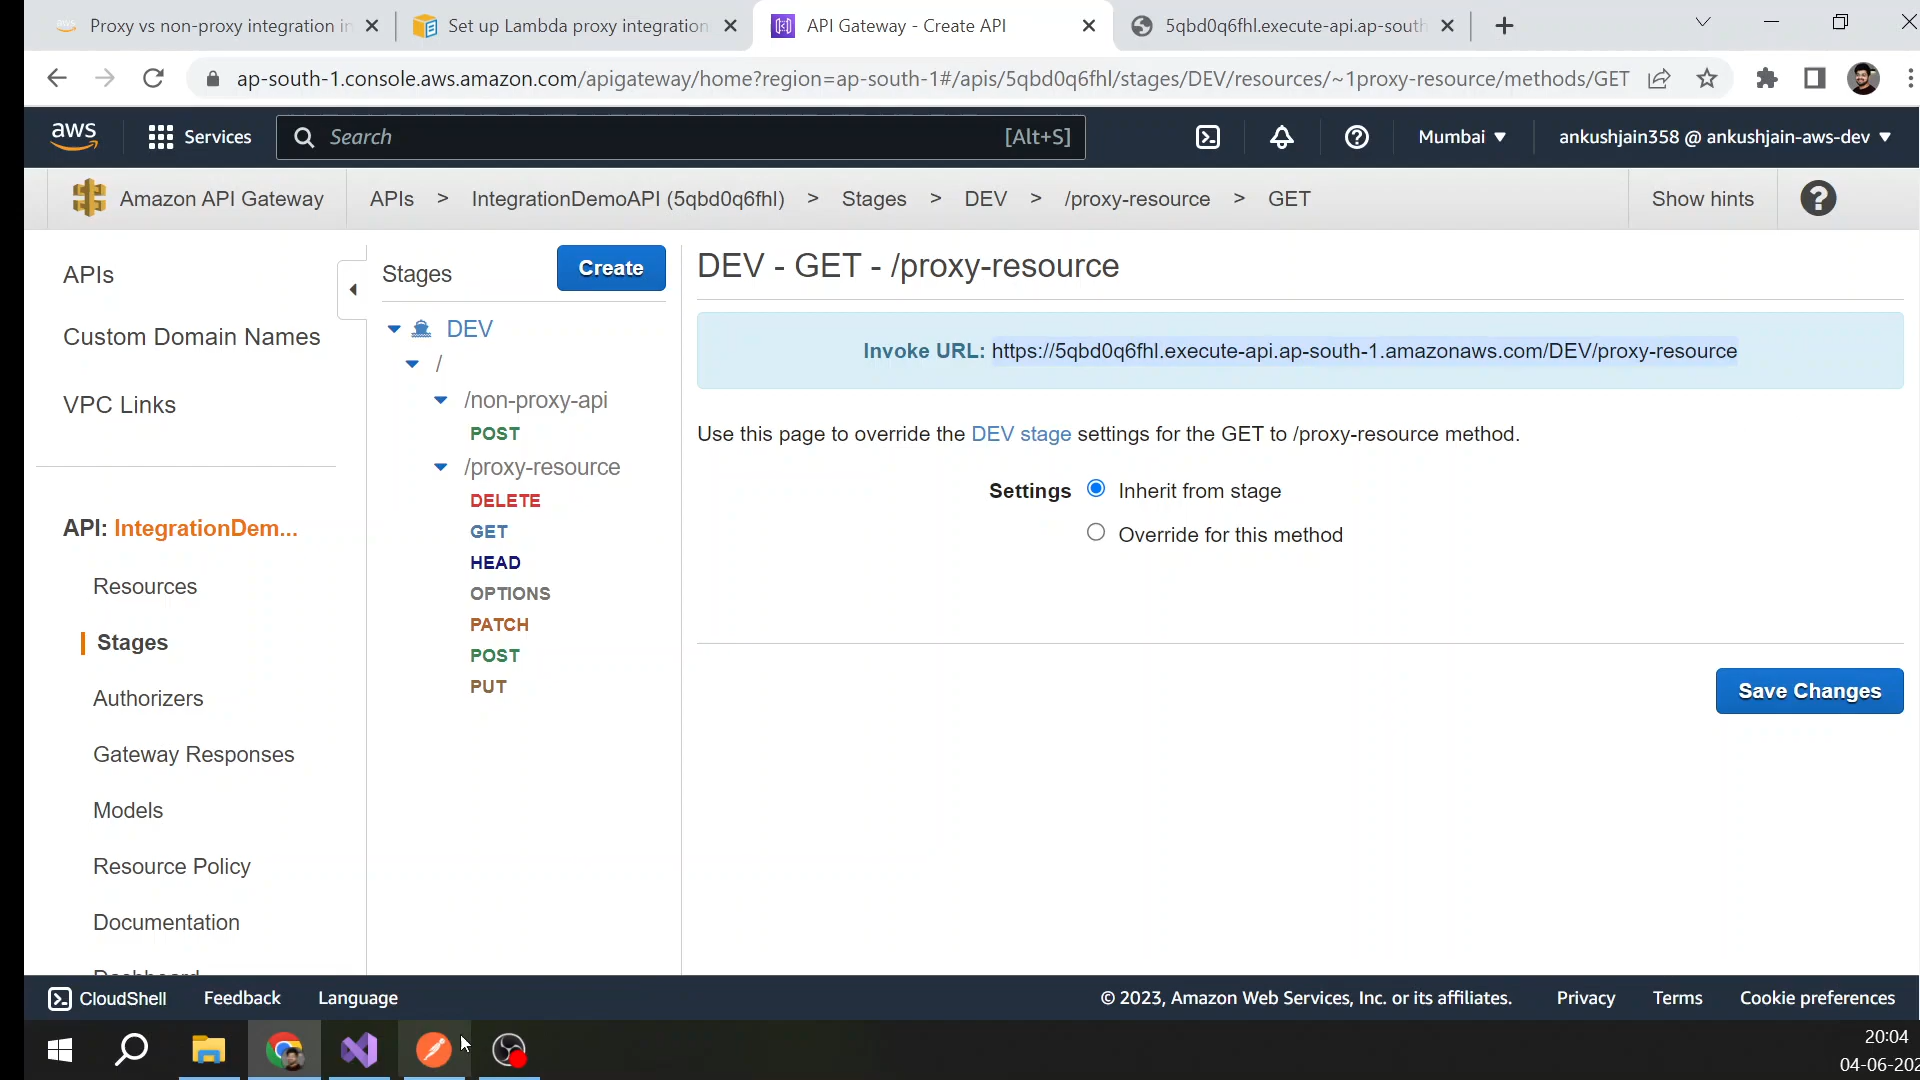 Proxy vs non-proxy integration in
Set up Lambda proxy integration
API Gateway - Create API
5qbd0q6fhl.execute-api.ap-south
ap-south-1.console.aws.amazon.com/apigateway/home?region=ap-south-1#/apis/5qbd0q6fhl/stages/DEV/resources/~1proxy-resource/methods/GET
aws
Services
Search
[Alt+S]
Mumbai
ankushjain358 @ ankushjain-aws-dev
Amazon API Gateway
APIs > IntegrationDemoAPI (5qbd0q6fhl) > Stages > DEV > /proxy-resource > GET
Show hints
APIs
Custom Domain Names
VPC Links
API: IntegrationDem...
Resources
Stages
Authorizers
Gateway Responses
Models
Resource Policy
Documentation
Dashboard
Stages
Create
DEV
/
/non-proxy-api
POST
/proxy-resource
DELETE
GET
HEAD
OPTIONS
PATCH
POST
PUT
DEV - GET - /proxy-resource
Invoke URL: https://5qbd0q6fhl.execute-api.ap-south-1.amazonaws.com/DEV/proxy-resource
Use this page to override the DEV stage settings for the GET to /proxy-resource method.
Settings
Inherit from stage
Override for this method
Save Changes
CloudShell
Feedback
Language
© 2023, Amazon Web Services, Inc. or its affiliates.
Privacy
Terms
Cookie preferences
20:04
04-06-202